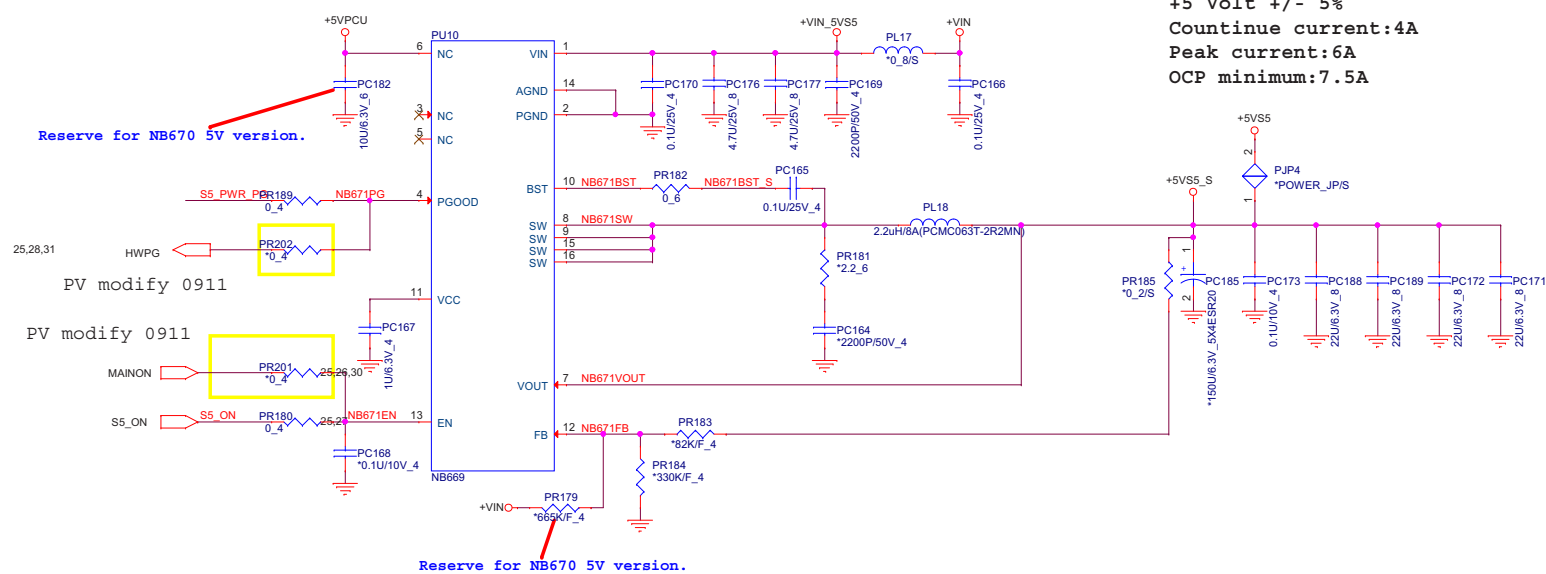 +5 Volt +/- 5%
Countinue current:4A
Peak current:6A
OCP minimum:7.5A
+5VPCU
+VIN_5VS5
+VIN
PU10
PL17
*0_8/S
6
NC
VIN
1
PC182
10U/6.3V_6
PC170
0.1U/25V_4
PC176
4.7U/25V_8
PC177
4.7U/25V_8
PC169
2200P/50V_4
PC166
0.1U/25V_4
AGND
14
3
NC
PGND
2
5
NC
Reserve for NB670 5V version.
+5VS5
2
PJP4
*POWER_JP/S
1
S5_PWR_PG
PR189
0_4
NB671PG
4
PGOOD
BST
10
NB671BST
PR182
0_6
NB671BST_S
PC165
0.1U/25V_4
+5VS5_S
25,28,31
HWPG
PR202
*0_4
SW
8
NB671SW
SW
9
SW
15
SW
16
PL18
2.2uH/8A(PCMC063T-2R2MN)
PR181
*2.2_6
PV modify 0911
PR185
*0_2/S
1
+
2
PC185
*150U/6.3V_5X4ESR20
PC173
0.1U/10V_4
PC188
22U/6.3V_8
PC189
22U/6.3V_8
PC172
22U/6.3V_8
PC171
22U/6.3V_8
11
VCC
PC167
1U/6.3V_4
PC164
*2200P/50V_4
PV modify 0911
MAINON
PR201
*0_4
25,26,30
VOUT
7
NB671VOUT
S5_ON
S5_ON
PR180
0_4
25,27
NB671EN
13
EN
FB
12
NB671FB
PR183
*82K/F_4
PC168
*0.1U/10V_4
PR184
*330K/F_4
NB669
+VIN
PR179
*665K/F_4
Reserve for NB670 5V version.